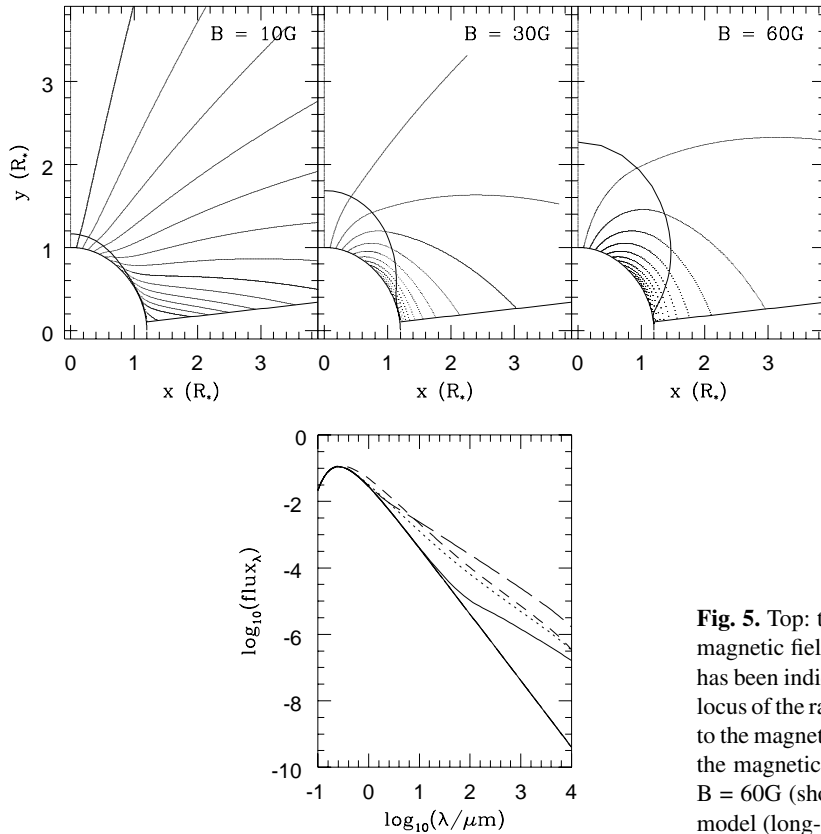 B = 10G
B = 30G
B = 60G
3
2
1
0
y (R*)
0 1 2 3
0 1 2 3
0 1 2 3
x (R*)
x (R*)
x (R*)
0
-2
-4
-6
-8
-10
log₁₀(flux_λ)
-1 0 1 2 3 4
log₁₀(λ/μm)
Fig. 5. Top: t
magnetic fiel
has been indi
locus of the ra
to the magnet
the magnetic
B = 60G (sho
model (long-